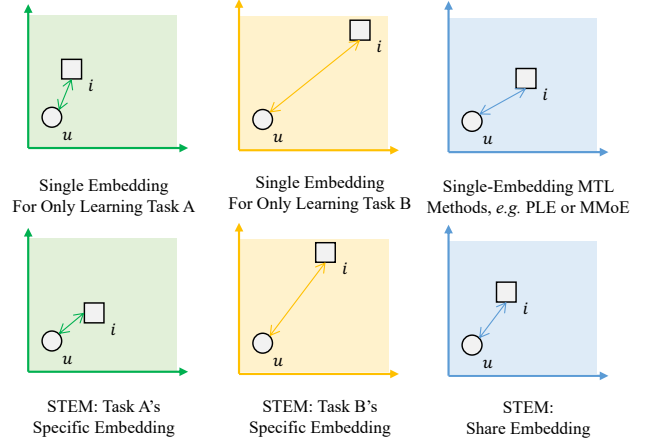 i
u
i
u
i
u
Single Embedding
For Only Learning Task A
Single Embedding
For Only Learning Task B
Single-Embedding MTL
Methods, e.g. PLE or MMoE
i
u
i
u
i
u
STEM: Task A's
Specific Embedding
STEM: Task B's
Specific Embedding
STEM:
Share Embedding